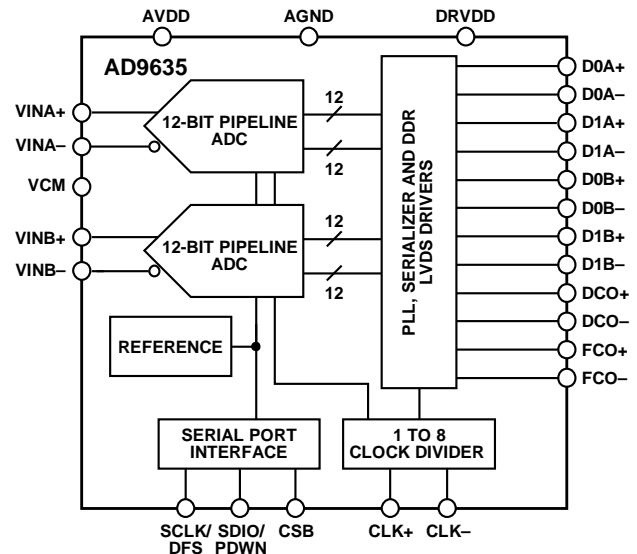 AVDD
AGND
DRVDD
AD9635
VINA+
VINA–
VCM
VINB+
VINB–
12-BIT PIPELINE
ADC
12
12
12-BIT PIPELINE
ADC
12
12
REFERENCE
PLL, SERIALIZER AND DDR
LVDS DRIVERS
SERIAL PORT
INTERFACE
1 TO 8
CLOCK DIVIDER
D0A+
D0A–
D1A+
D1A–
D0B+
D0B–
D1B+
D1B–
DCO+
DCO–
FCO+
FCO–
SCLK/
DFS
SDIO/
PDWN
CSB
CLK+
CLK–